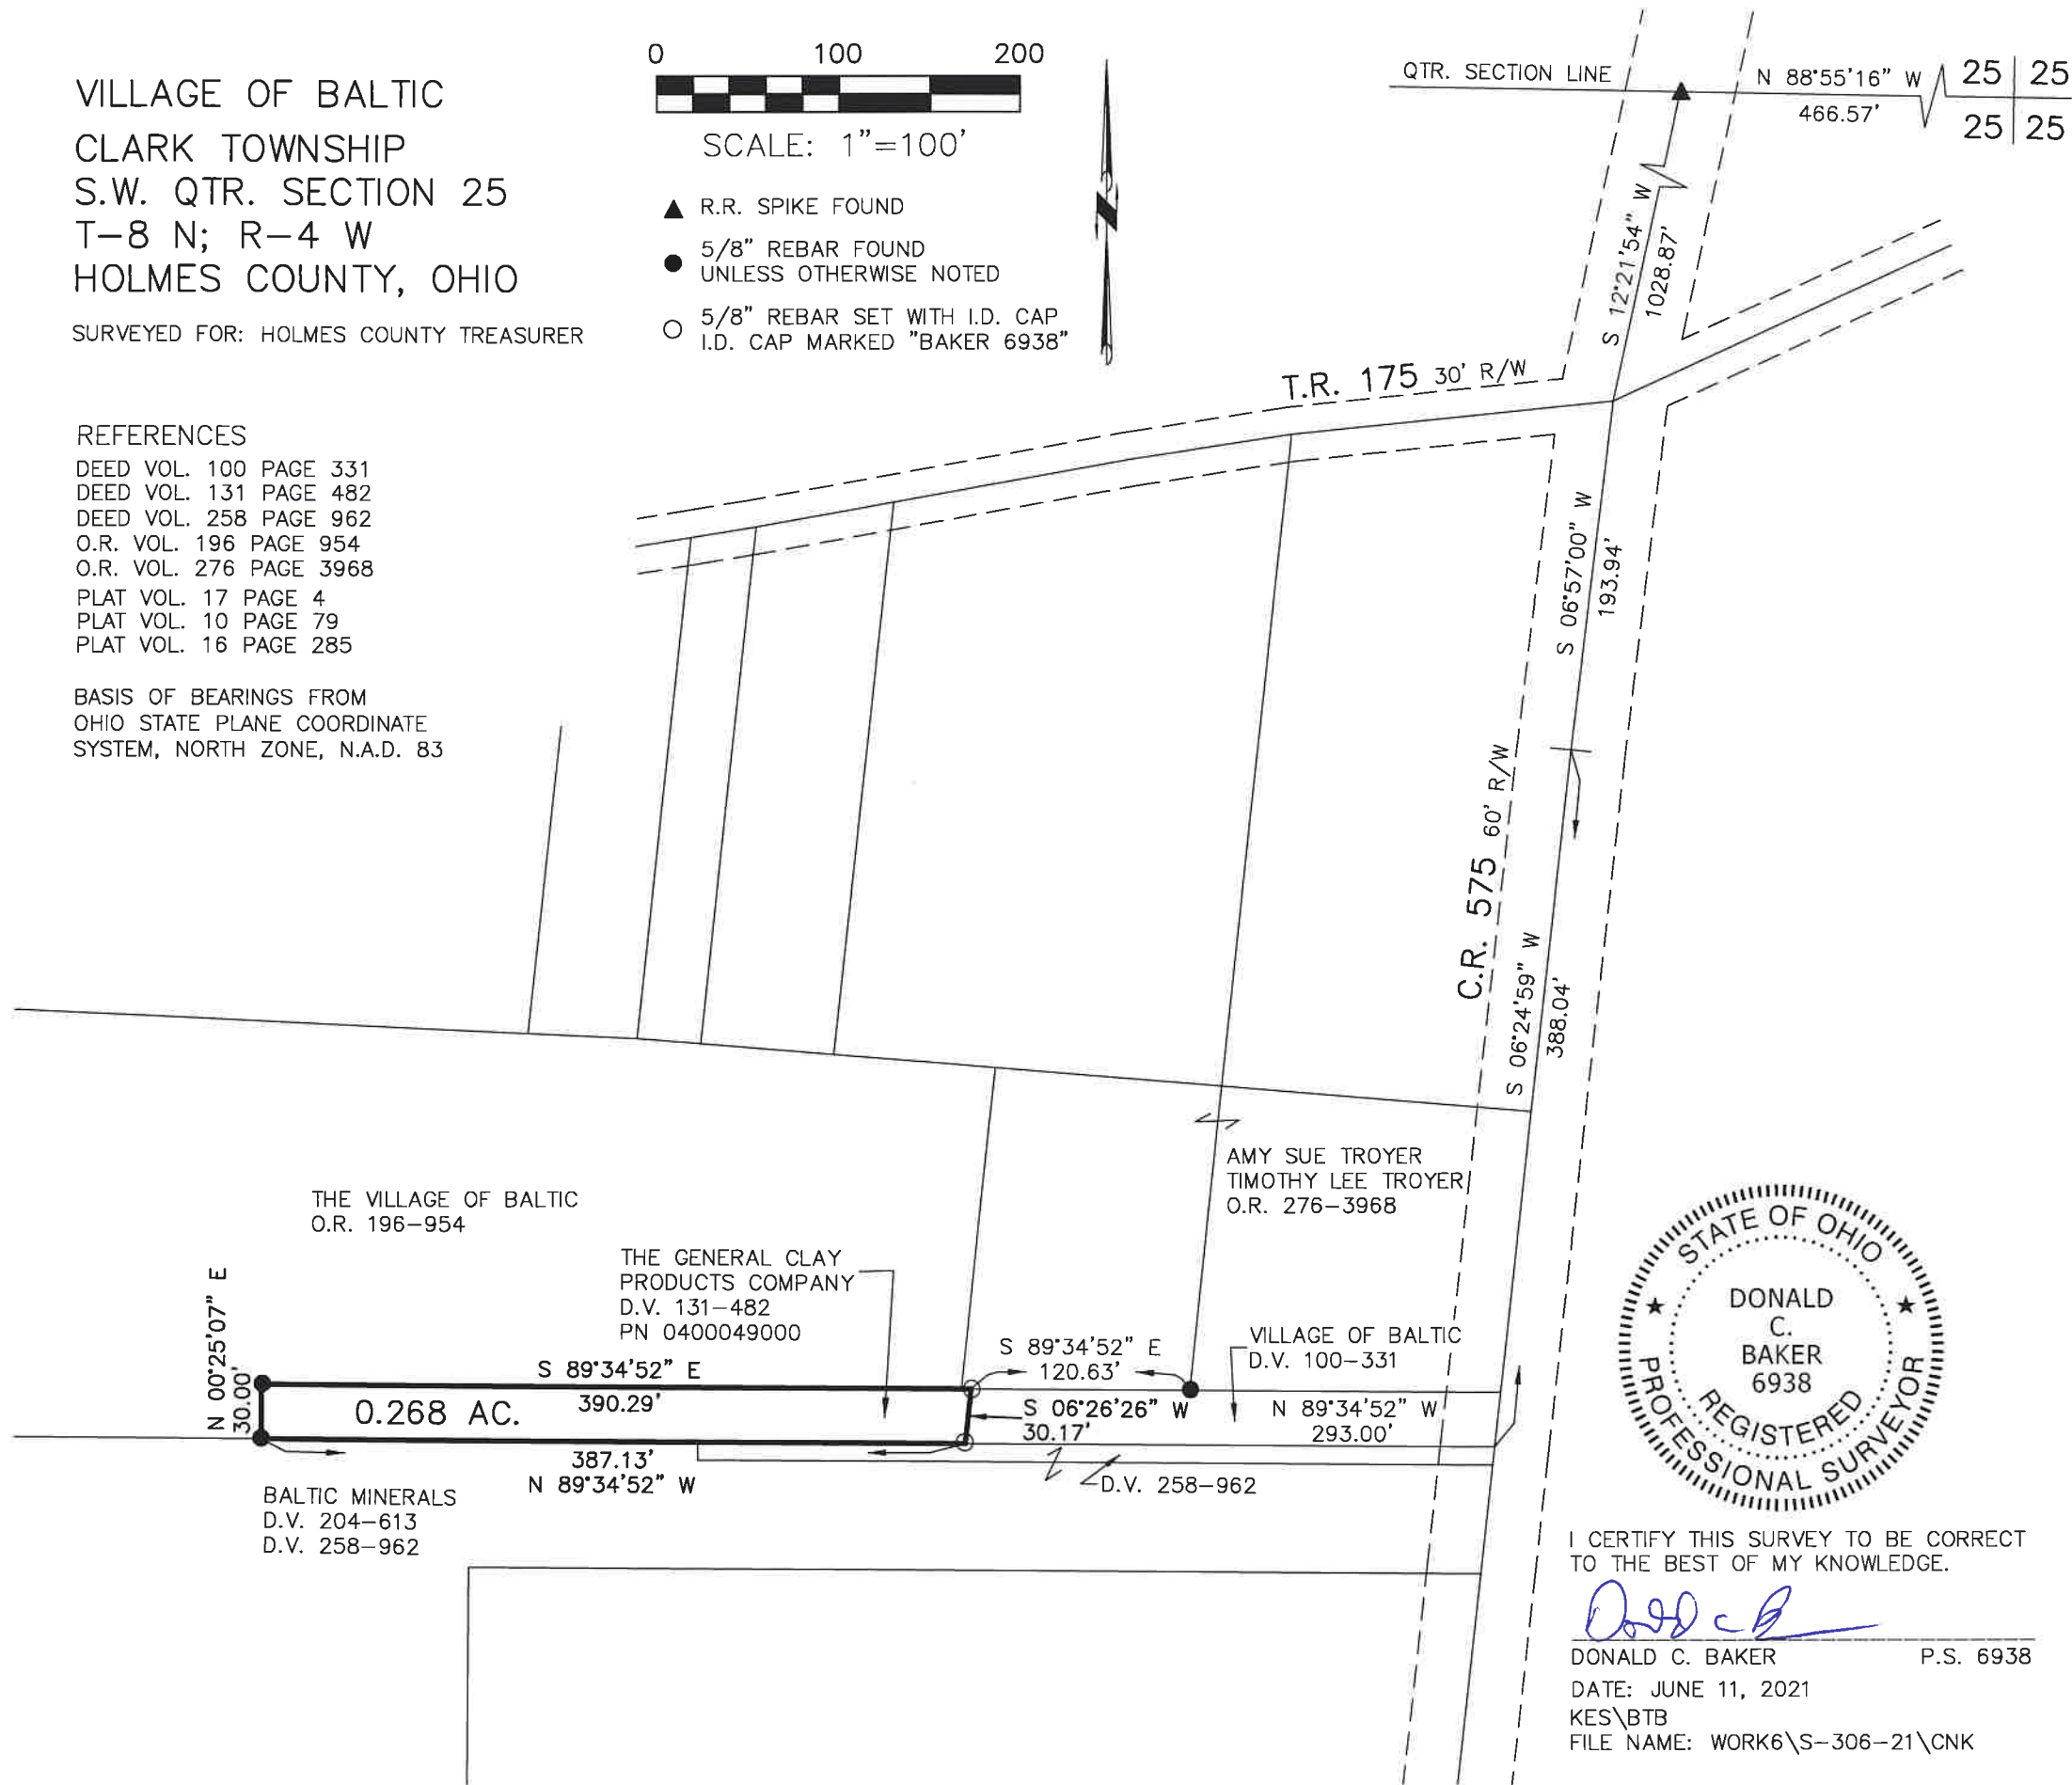 VILLAGE OF BALTIC
CLARK TOWNSHIP
S.W. QTR. SECTION 25
T-8 N; R-4 W
HOLMES COUNTY, OHIO
SURVEYED FOR: HOLMES COUNTY TREASURER
0 100 200
SCALE: 1"=100'
R.R. SPIKE FOUND
5/8" REBAR FOUND
UNLESS OTHERWISE NOTED
5/8" REBAR SET WITH I.D. CAP
I.D. CAP MARKED "BAKER 6938"
N
QTR. SECTION LINE
N 88°55'16" W
466.57'
25 25
25 25
REFERENCES
DEED VOL. 100 PAGE 331
DEED VOL. 131 PAGE 482
DEED VOL. 258 PAGE 962
O.R. VOL. 196 PAGE 954
O.R. VOL. 276 PAGE 3968
PLAT VOL. 17 PAGE 4
PLAT VOL. 10 PAGE 79
PLAT VOL. 16 PAGE 285
BASIS OF BEARINGS FROM
OHIO STATE PLANE COORDINATE
SYSTEM, NORTH ZONE, N.A.D. 83
S 12°21'54" W
1028.87'
T.R. 175 30' R/W
S 06°57'00" W
193.94'
C.R. 575 60' R/W
S 06°24'59" W
388.04'
AMY SUE TROYER
TIMOTHY LEE TROYER
O.R. 276-3968
THE VILLAGE OF BALTIC
O.R. 196-954
THE GENERAL CLAY
PRODUCTS COMPANY
D.V. 131-482
PN 0400049000
N 00°25'07" E
30.00'
S 89°34'52" E
390.29'
0.268 AC.
387.13'
N 89°34'52" W
S 89°34'52" E
120.63'
S 06°26'26" W
30.17'
VILLAGE OF BALTIC
D.V. 100-331
N 89°34'52" W
293.00'
D.V. 258-962
BALTIC MINERALS
D.V. 204-613
D.V. 258-962
STATE OF OHIO
DONALD
C.
BAKER
6938
REGISTERED
PROFESSIONAL SURVEYOR
I CERTIFY THIS SURVEY TO BE CORRECT
TO THE BEST OF MY KNOWLEDGE.
DONALD C. BAKER P.S. 6938
DATE: JUNE 11, 2021
KES\BTB
FILE NAME: WORK6\S-306-21\CNK